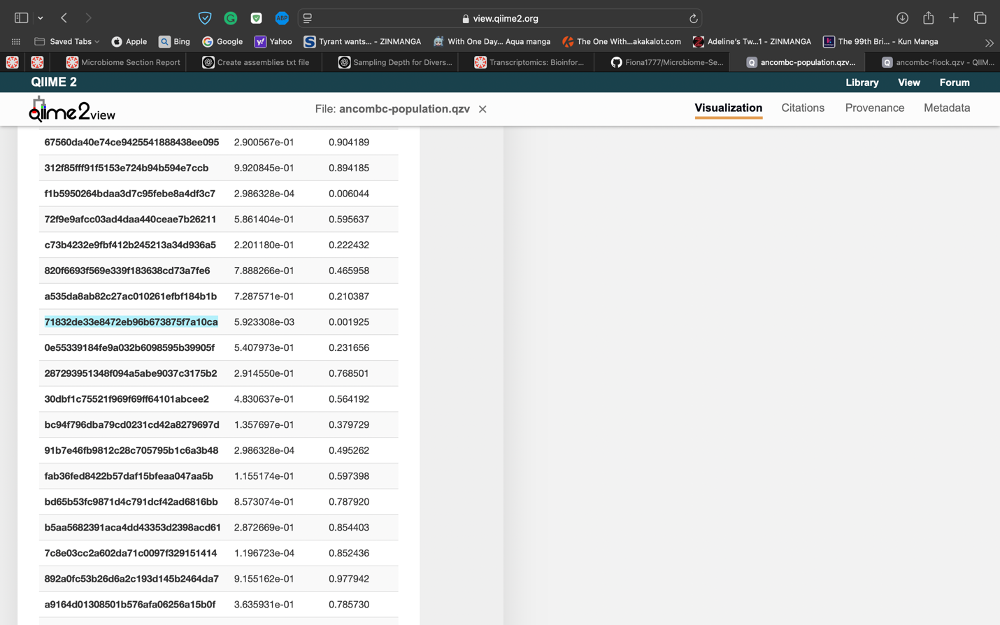 view.qiime2.org
ABP
Saved Tabs
Apple
Bing
Google
Yahoo
Tyrant wants... - ZINMANGA
With One Day... Aqua manga
The One With...akakalot.com
Adeline's Tw...1 - ZINMANGA
The 99th Bri... - Kun Manga
Microbiome Section Report
Create assemblies txt file
Sampling Depth for Divers...
Transcriptomics: Bioinfor...
Fiona1777/Microbiome-Se...
ancombc-population.qzv...
ancombc-flock.qzv - QIIM...
QIIME 2
Library View Forum
qiime2view
File: ancombc-population.qzv ×
Visualization Citations Provenance Metadata
67560da40e74ce9425541888438ee095 2.900567e-01 0.904189
312f85fff91f5153e724b94b594e7ccb 9.920845e-01 0.894185
f1b5950264bdaa3d7c95febe8a4df3c7 2.986328e-04 0.006044
72f9e9afcc03ad4daa440ceae7b26211 5.861404e-01 0.595637
c73b4232e9fbf412b245213a34d936a5 2.201180e-01 0.222432
820f6693f569e339f183638cd73a7fe6 7.888266e-01 0.465958
a535da8ab82c27ac010261efbf184b1b 7.287571e-01 0.210387
71832de33e8472eb96b673875f7a10ca 5.923308e-03 0.001925
0e55339184fe9a032b6098595b39905f 5.407973e-01 0.231656
287293951348f094a5abe9037c3175b2 2.914550e-01 0.768501
30dbf1c75521f969f69ff64101abcee2 4.830637e-01 0.564192
bc94f796dba79cd0231cd42a8279697d 1.357697e-01 0.379729
91b7e46fb9812c28c705795b1c6a3b48 2.986328e-04 0.495262
fab36fed8422b57daf15bfeaa047aa5b 1.155174e-01 0.597398
bd65b53fc9871d4c791dcf42ad6816bb 8.573074e-01 0.787920
b5aa5682391aca4dd43353d2398acd61 2.872669e-01 0.854403
7c8e03cc2a602da71c0097f329151414 1.196723e-04 0.852436
892a0fc53b26d6a2c193d145b2464da7 9.155162e-01 0.977942
a9164d01308501b576afa06256a15b0f 3.635931e-01 0.785730